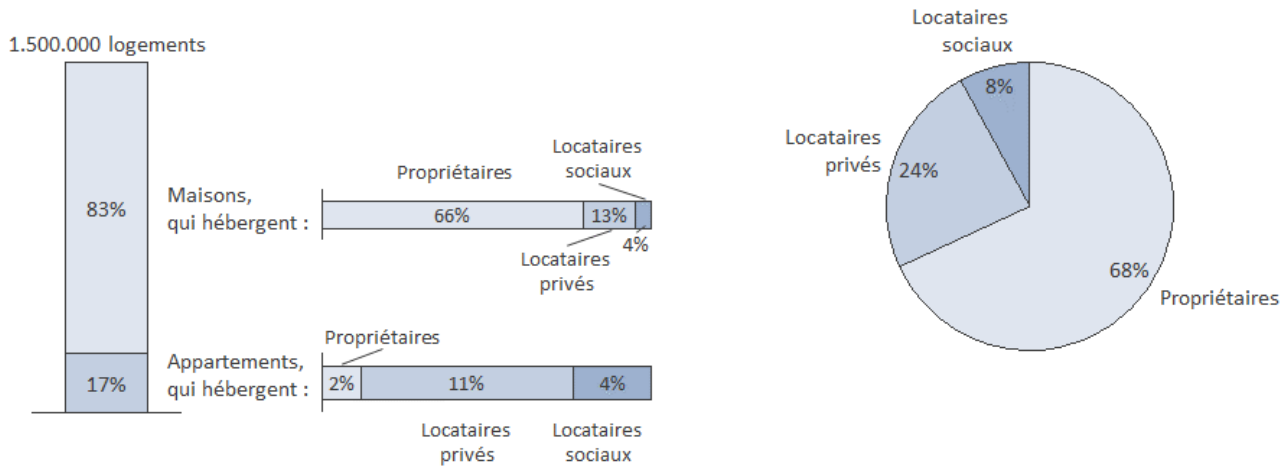 1.500.000 logements
83%
17%
Maisons,
qui hébergent :
Propriétaires
Locataires
sociaux
66%
13%
4%
Locataires
privés
Appartements,
qui hébergent :
Propriétaires
2%
11%
4%
Locataires
privés
Locataires
sociaux
Locataires
sociaux
8%
Locataires
privés
24%
68%
Propriétaires